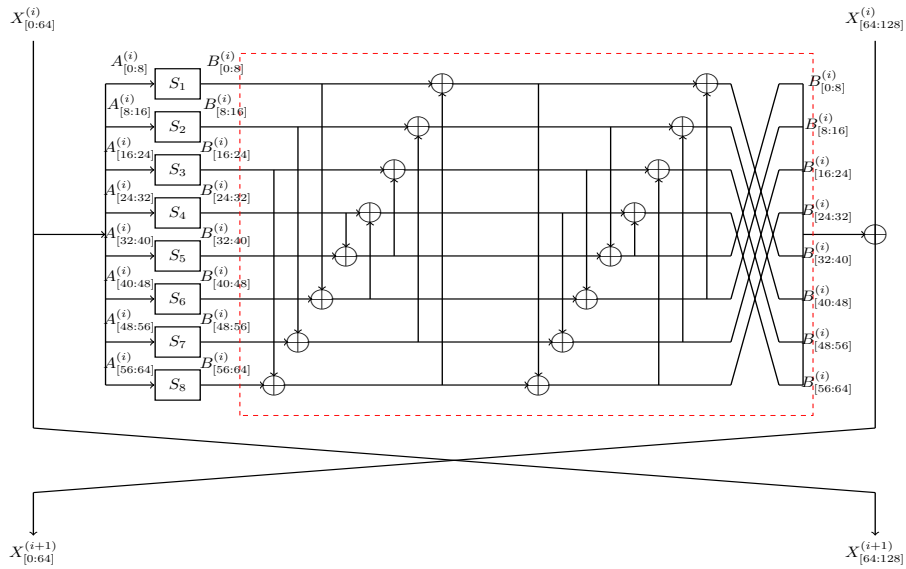 X^{(i)}_{[0:64]} X^{(i)}_{[64:128]}
A^{(i)}_{[0:8]} S_1 B^{(i)}_{[0:8]} B^{(i)}_{[0:8]}
A^{(i)}_{[8:16]} S_2 B^{(i)}_{[8:16]} B^{(i)}_{[8:16]}
A^{(i)}_{[16:24]} S_3 B^{(i)}_{[16:24]} B^{(i)}_{[16:24]}
A^{(i)}_{[24:32]} S_4 B^{(i)}_{[24:32]} B^{(i)}_{[24:32]}
A^{(i)}_{[32:40]} S_5 B^{(i)}_{[32:40]} B^{(i)}_{[32:40]}
A^{(i)}_{[40:48]} S_6 B^{(i)}_{[40:48]} B^{(i)}_{[40:48]}
A^{(i)}_{[48:56]} S_7 B^{(i)}_{[48:56]} B^{(i)}_{[48:56]}
A^{(i)}_{[56:64]} S_8 B^{(i)}_{[56:64]} B^{(i)}_{[56:64]}
X^{(i+1)}_{[0:64]} X^{(i+1)}_{[64:128]}